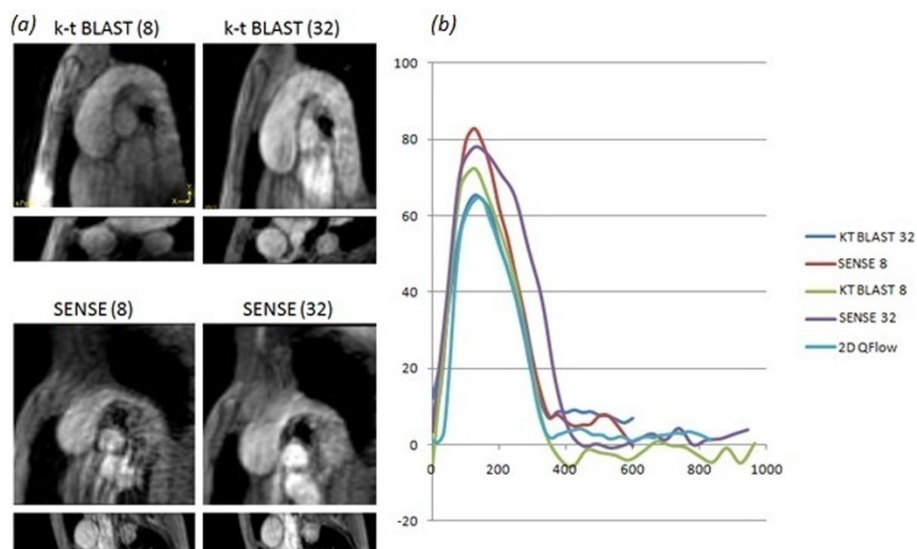 (a) k-t BLAST (8) k-t BLAST (32)
SENSE (8) SENSE (32)
(b)
100
80
60
40
20
0
-20
0 200 400 600 800 1000
KT BLAST 32
SENSE 8
KT BLAST 8
SENSE 32
2D QFlow